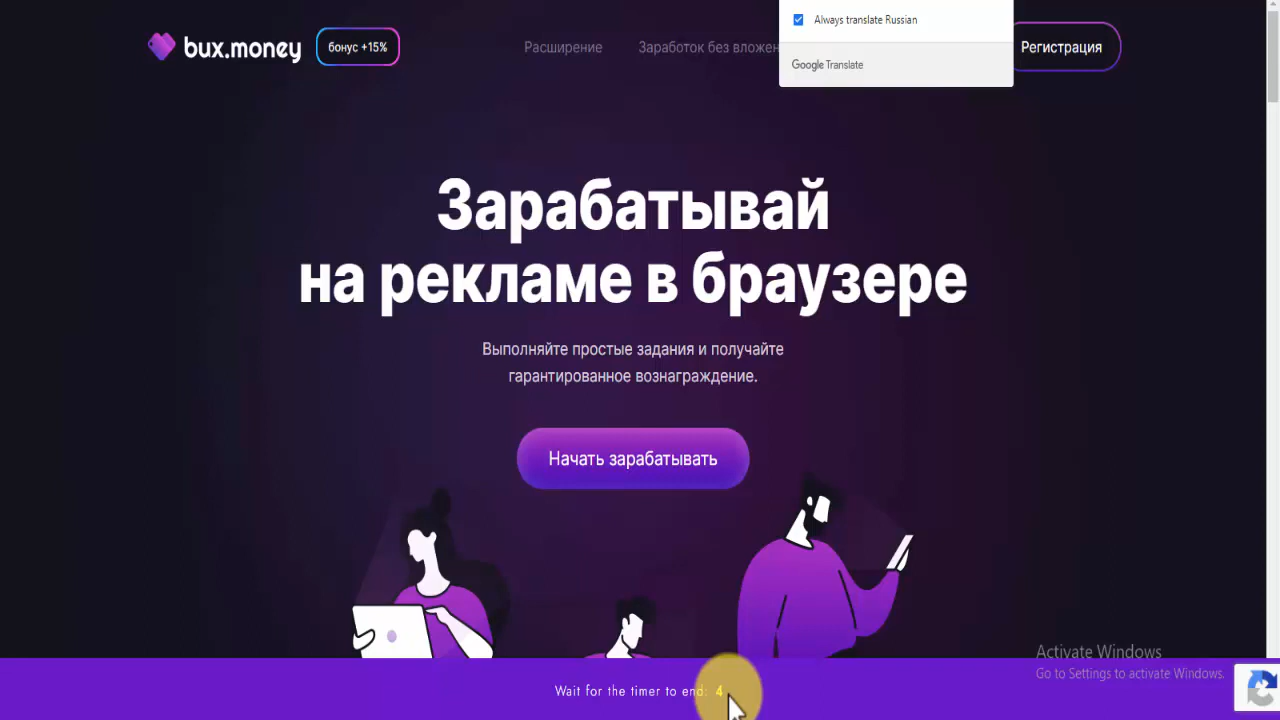 bux.money
бонус +15%
Расширение
Заработок без вложен
Always translate Russian
Google Translate
Регистрация
Зарабатывай
на рекламе в браузере
Выполняйте простые задания и получайте
гарантированное вознаграждение.
Начать зарабатывать
Activate Windows
Go to Settings to activate Windows.
Wait for the timer to end: 4